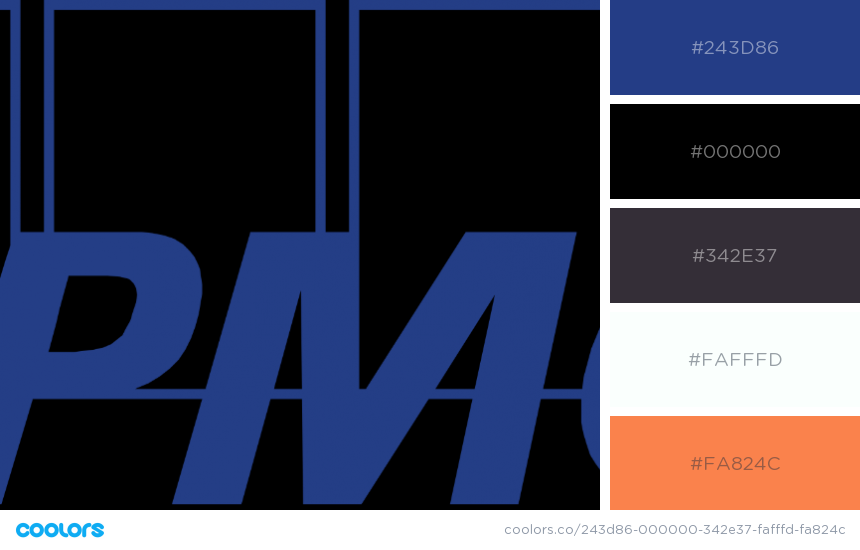 PM
#243D86
#000000
#342E37
#FAFFFD
#FA824C
coolors
coolors.co/243d86-000000-342e37-fafffd-fa824c